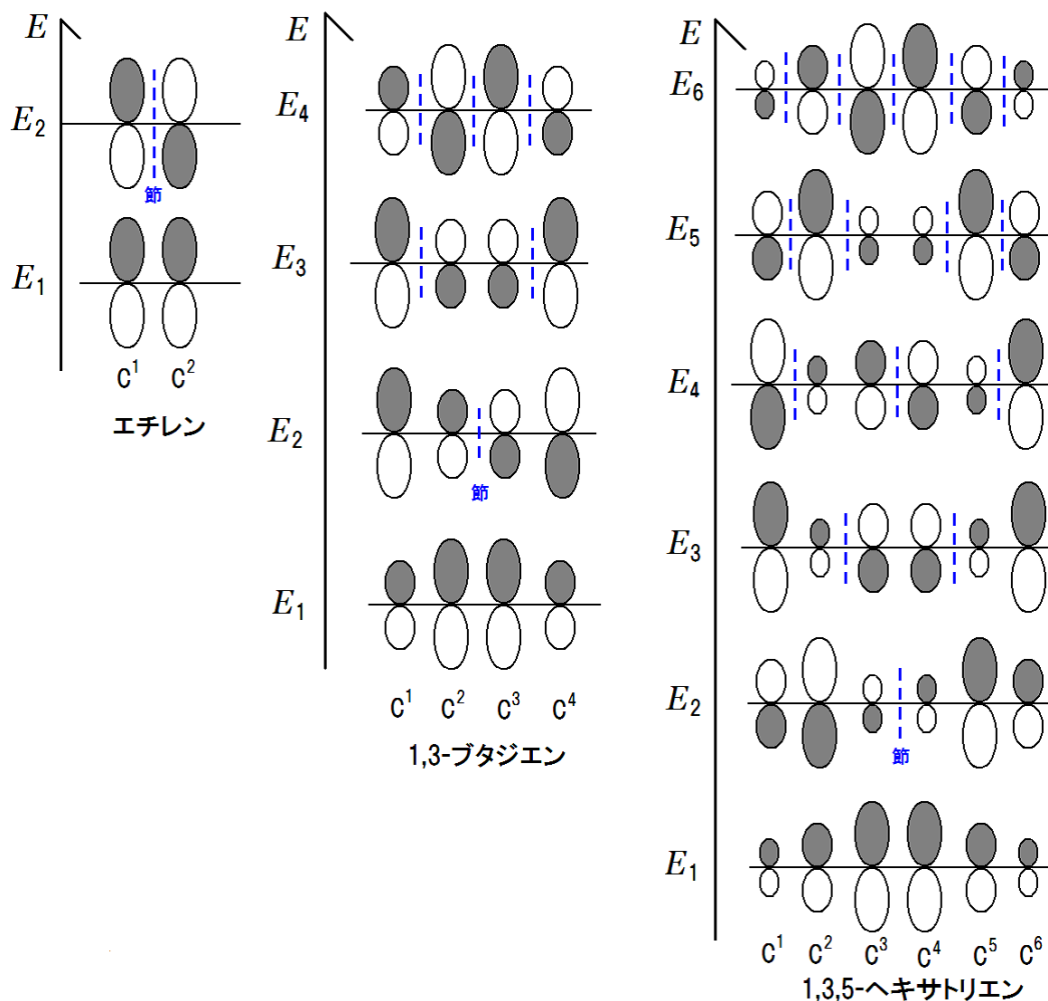 E
E2
節
E1
C1 C2
エチレン
E
E4
E3
E2
節
E1
C1 C2 C3 C4
1,3-ブタジエン
E
E6
E5
E4
E3
E2
節
E1
C1 C2 C3 C4 C5 C6
1,3,5-ヘキサトリエン